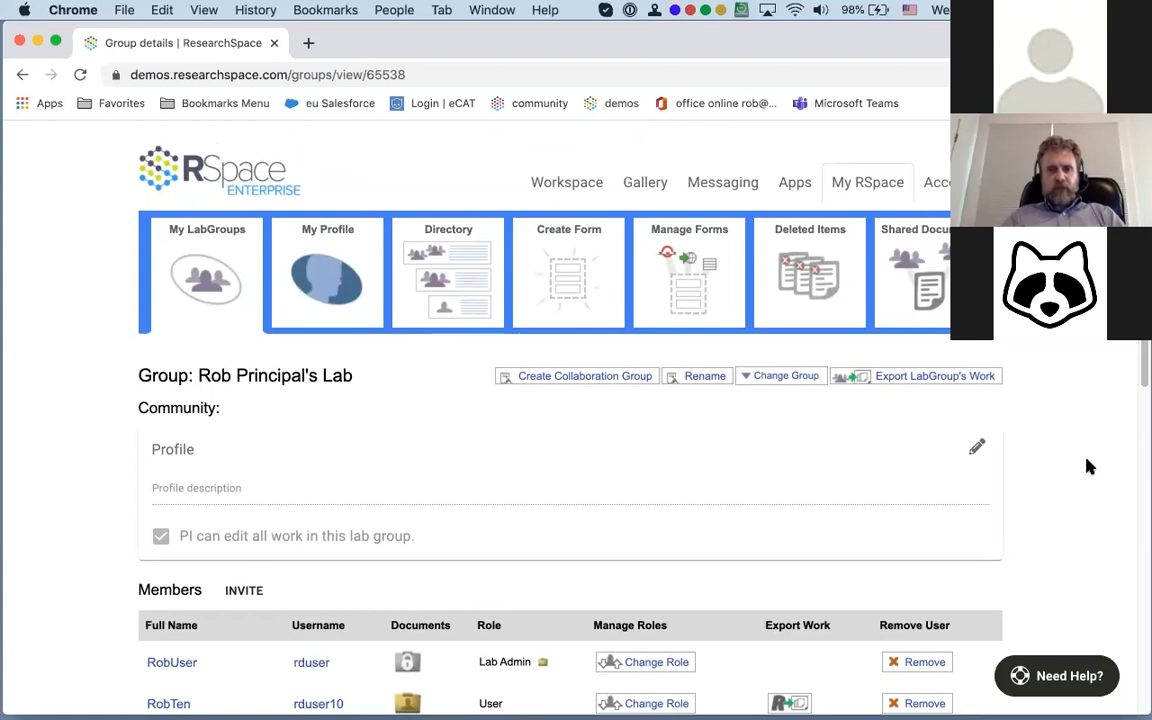 Chrome File Edit View History Bookmarks People Tab Window Help 98% We
Group details | ResearchSpace
demos.researchspace.com/groups/view/65538
Apps Favorites Bookmarks Menu eu Salesforce Login | eCAT community demos office online rob@... Microsoft Teams
RSpace
ENTERPRISE
Workspace Gallery Messaging Apps My RSpace Acco
My LabGroups My Profile Directory Create Form Manage Forms Deleted Items Shared Docu
Group: Rob Principal's Lab Create Collaboration Group Rename Change Group Export LabGroup's Work
Community:
Profile
Profile description
PI can edit all work in this lab group.
Members INVITE
Full Name Username Documents Role Manage Roles Export Work Remove User
RobUser rduser Lab Admin Change Role Remove
RobTen rduser10 User Change Role R Remove
Need Help?